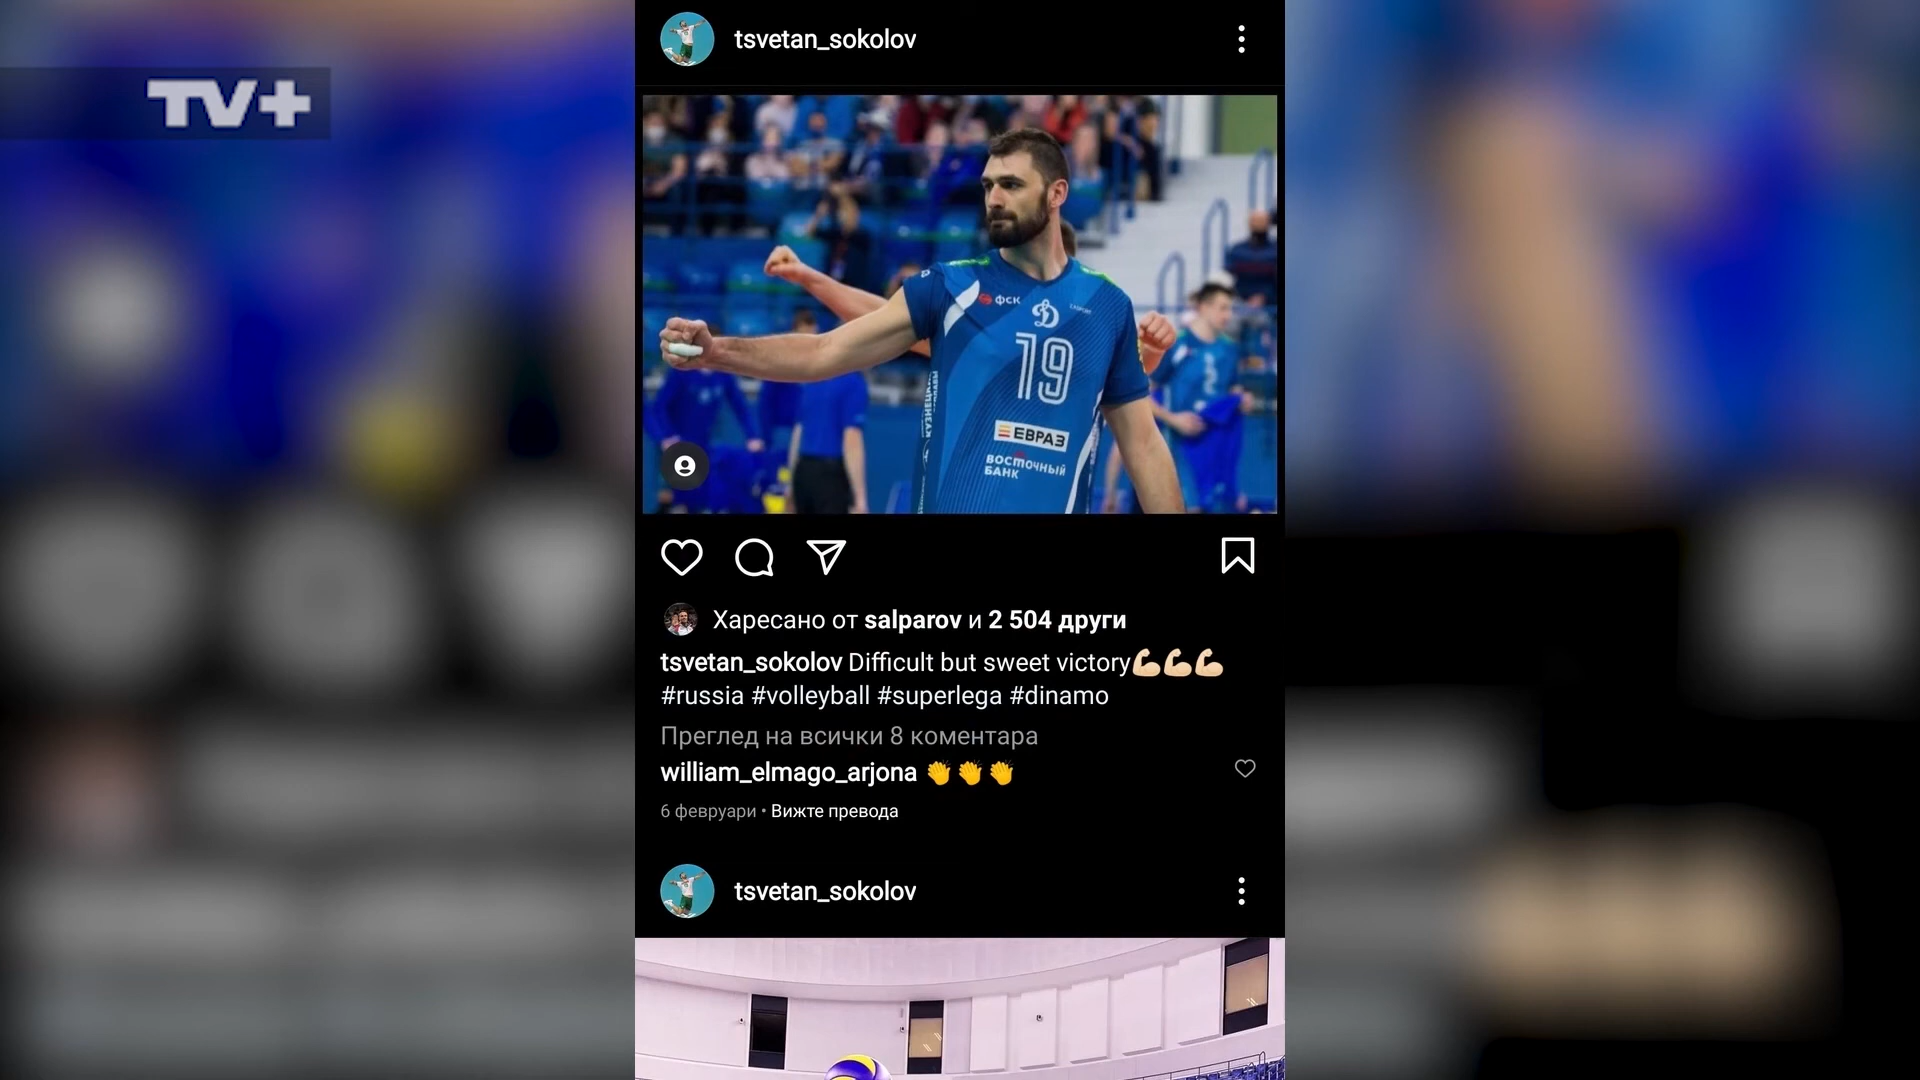 tsvetan_sokolov
TV+
ФСК
19
ЕВРАЗ
ВОСТОЧНЫЙ
БАНК
Харесано от salparov и 2 504 други
tsvetan_sokolov Difficult but sweet victory💪🏻💪🏻💪🏻
#russia #volleyball #superlega #dinamo
Преглед на всички 8 коментара
william_elmago_arjona 👏👏👏
6 февруари • Вижте превода
tsvetan_sokolov